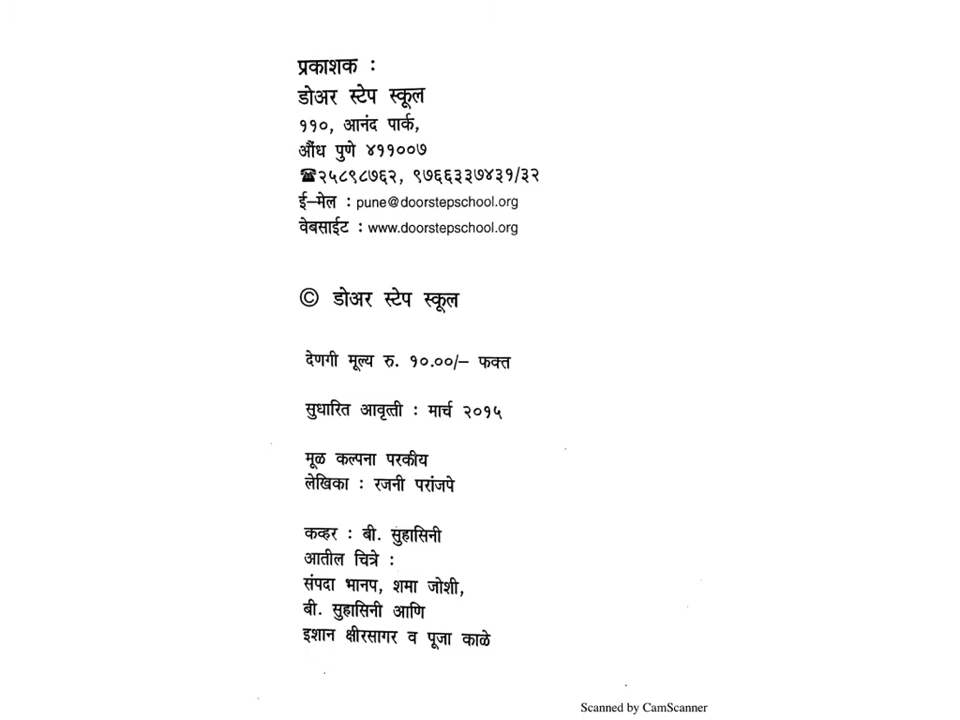 प्रकाशक :
डोअर स्टेप स्कूल
११०, आनंद पार्क,
औंध पुणे ४११००७
☎२५८९८७६२, ९७६६३३७४३१/३२
ई–मेल : pune@doorstepschool.org
वेबसाईट : www.doorstepschool.org
© डोअर स्टेप स्कूल
देणगी मूल्य रु. १०.००/– फक्त
सुधारित आवृत्ती : मार्च २०१५
मूळ कल्पना परकीय
लेखिका : रजनी परांजपे
कव्हर : बी. सुहासिनी
आतील चित्रे :
संपदा भानप, शमा जोशी,
बी. सुहासिनी आणि
इशान क्षीरसागर व पूजा काळे
Scanned by CamScanner